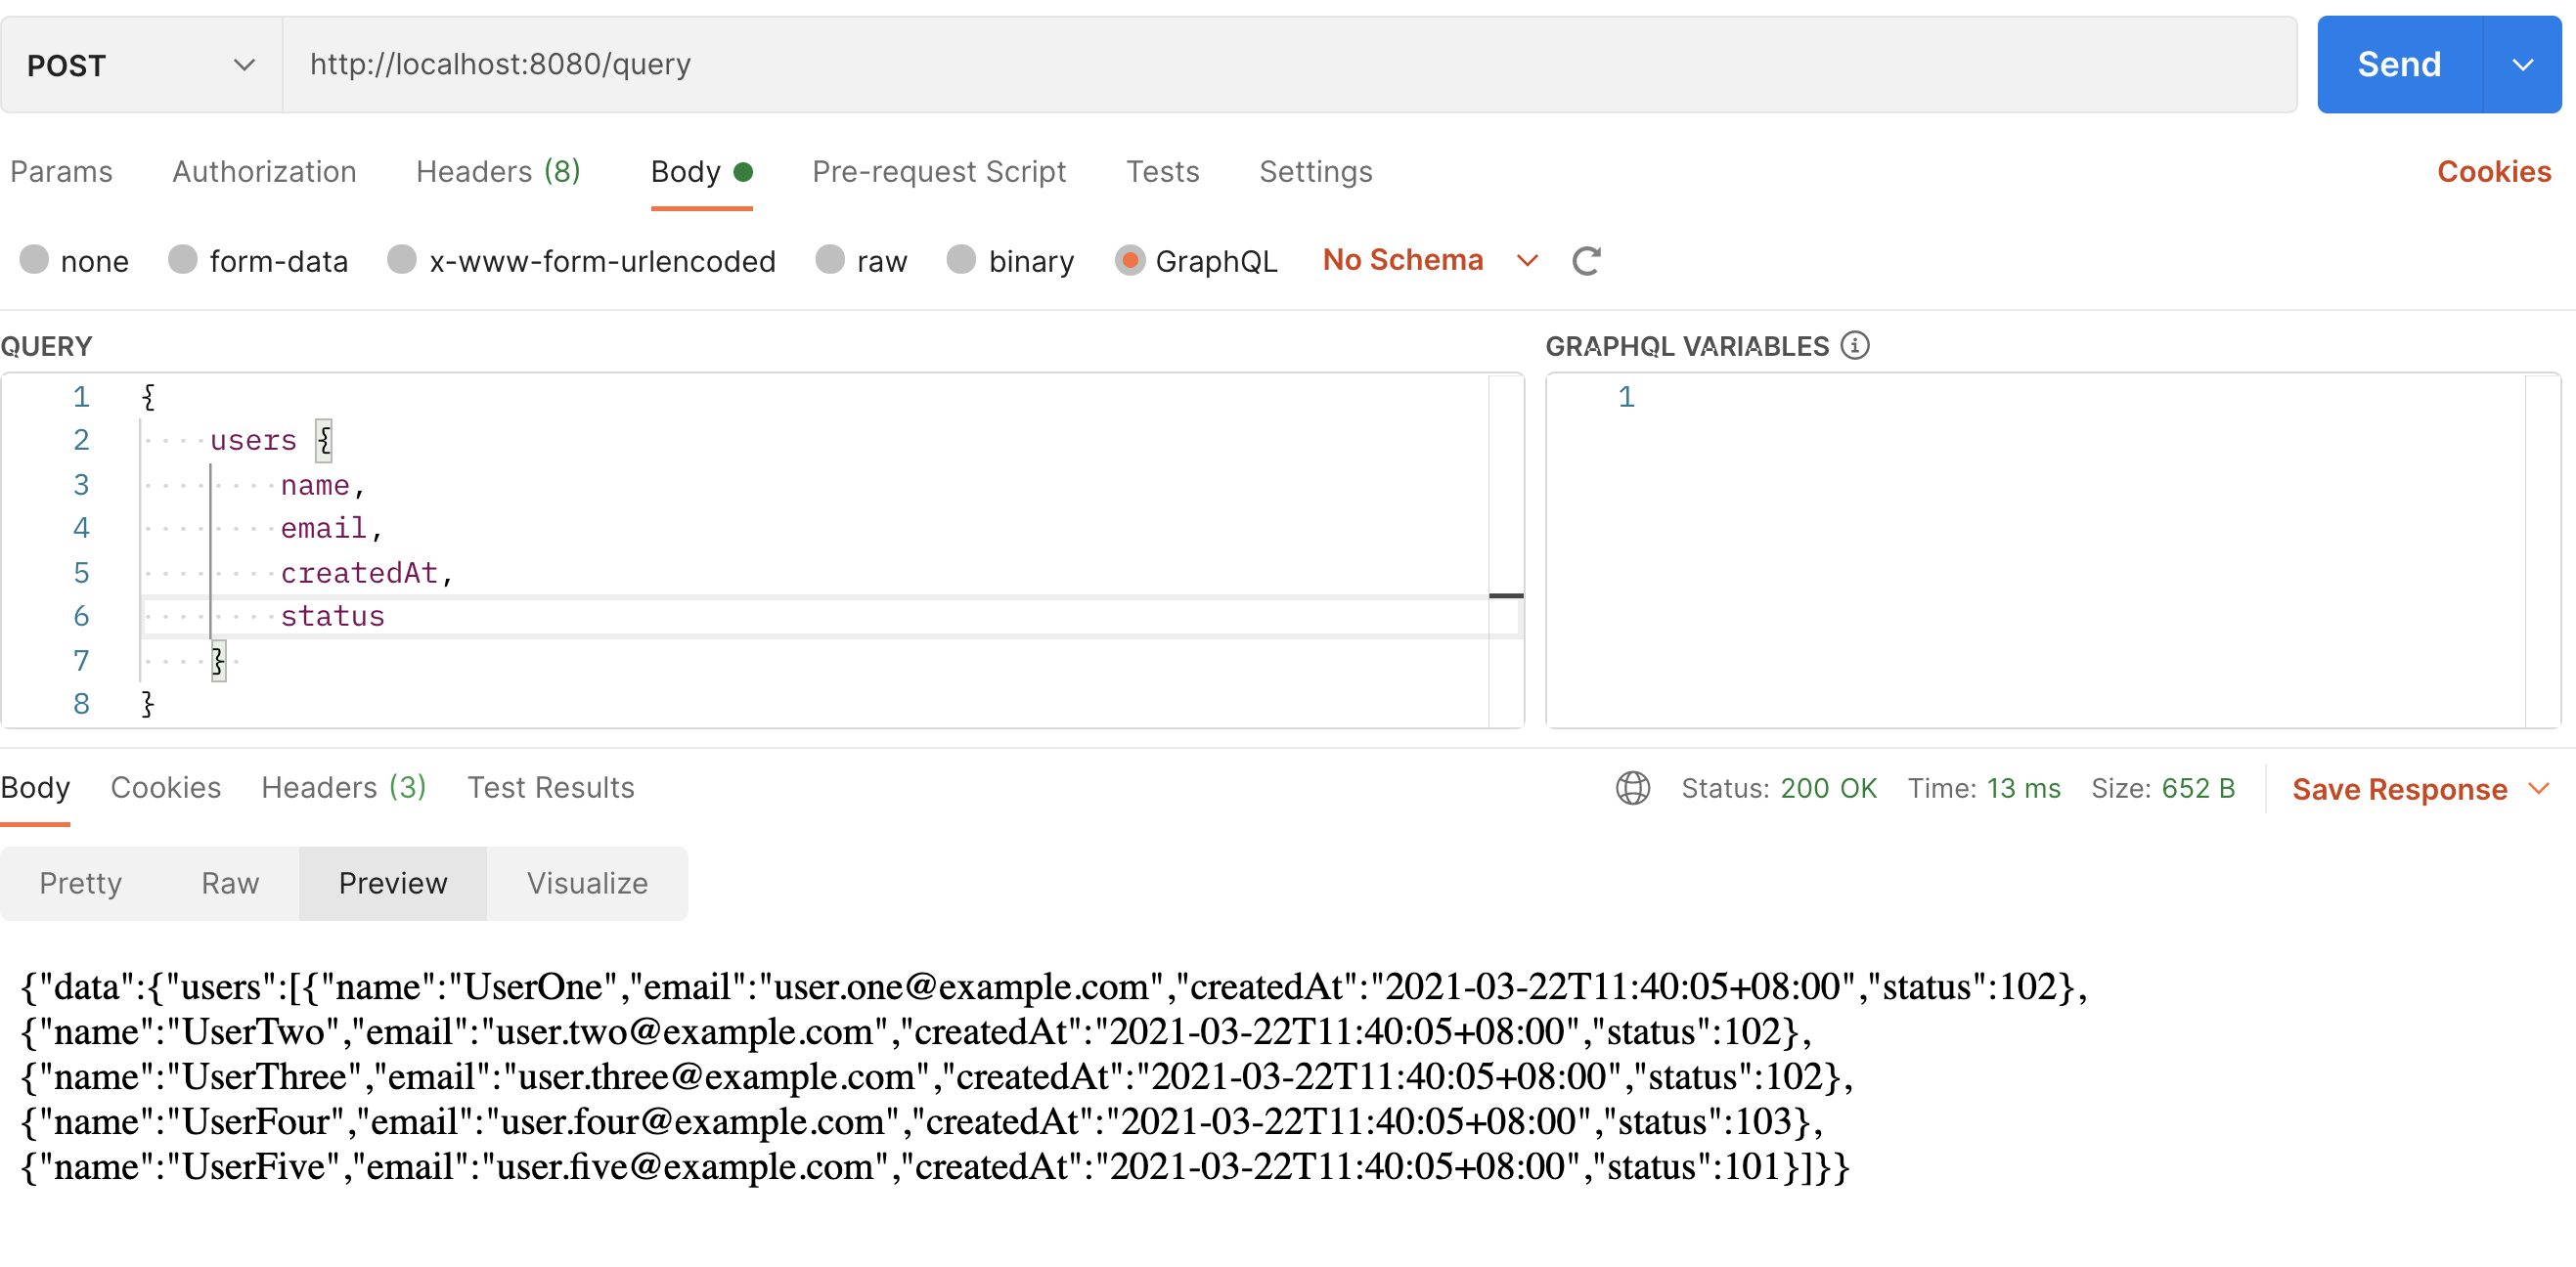 POST http://localhost:8080/query Send
Params Authorization Headers (8) Body Pre-request Script Tests Settings Cookies
none form-data x-www-form-urlencoded raw binary GraphQL No Schema
QUERY GRAPHQL VARIABLES
1 { 1
2 users {
3 name,
4 email,
5 createdAt,
6 status
7 }
8 }
Body Cookies Headers (3) Test Results Status: 200 OK Time: 13 ms Size: 652 B Save Response
Pretty Raw Preview Visualize
{"data":{"users":[{"name":"UserOne","email":"user.one@example.com","createdAt":"2021-03-22T11:40:05+08:00","status":102},
{"name":"UserTwo","email":"user.two@example.com","createdAt":"2021-03-22T11:40:05+08:00","status":102},
{"name":"UserThree","email":"user.three@example.com","createdAt":"2021-03-22T11:40:05+08:00","status":102},
{"name":"UserFour","email":"user.four@example.com","createdAt":"2021-03-22T11:40:05+08:00","status":103},
{"name":"UserFive","email":"user.five@example.com","createdAt":"2021-03-22T11:40:05+08:00","status":101}]}}